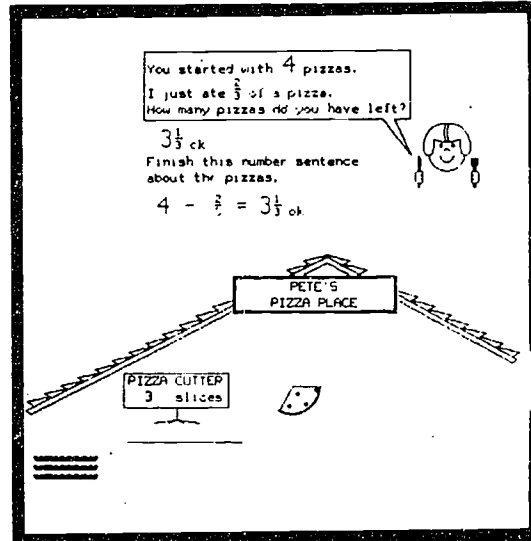 You started with 4 pizzas.
I just ate 2/3 of a pizza.
How many pizzas do you have left?
3 1/3 ok
Finish this number sentence
about the pizzas.
4 - 2/3 = 3 1/3 ok
PETE'S
PIZZA PLACE
PIZZA CUTTER
3 slices